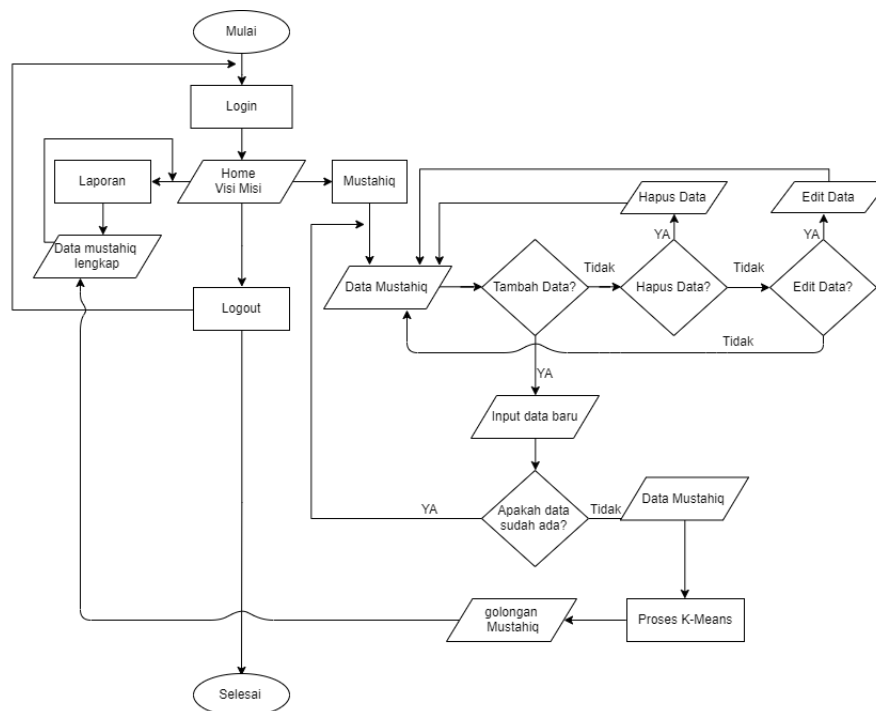 Mulai
Login
Laporan
Home
Visi Misi
Mustahiq
Hapus Data
Edit Data
YA
YA
Data mustahiq
lengkap
Data Mustahiq
Tambah Data?
Tidak
Hapus Data?
Tidak
Edit Data?
Logout
Tidak
YA
Input data baru
YA
Apakah data
sudah ada?
Tidak
Data Mustahiq
golongan
Mustahiq
Proses K-Means
Selesai